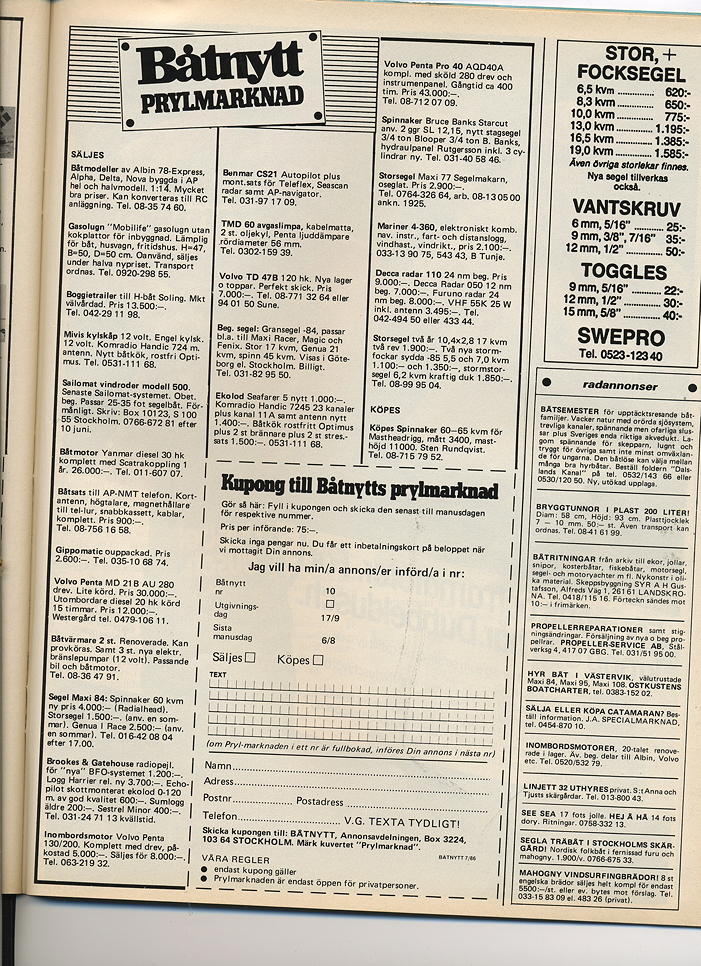 Båtnytt
PRYLMARKNAD
SÄLJES
Båtmodeller av Albin 78-Express,
Alpha, Delta, Nova byggda i AP
hel och halvmodell. 1:14. Mycket
bra priser. Kan konverteras till RC
anläggning. Tel. 08-35 74 60.
Gasolugn "Mobilife" gasolugn utan
kokplattor för inbyggnad. Lämplig
för båt, husvagn, fritidshus. H=47,
B=50, D=50 cm. Oanvänd, säljes
under halva nypriset. Transport
ordnas. Tel. 0920-298 55.
Boggietrailer till H-båt Soling. Mkt
välvårdad. Pris 13.500:—.
Tel. 042-29 11 98.
Mivis kylskåp 12 volt. Engel kylsk.
12 volt. Komradio Handic 724 m.
antenn. Nytt båtkök, rostfri Opti-
mus. Tel. 0531-111 68.
Sailomat vindroder modell 500.
Senaste Sailomat-systemet. Obet.
beg. Passar 25-35 fot segelbåt. För-
månligt. Skriv: Box 10123, S 100
55 Stockholm. 0766-672 81 efter
10 juni.
Båtmotor Yanmar diesel 30 hk
komplett med Scatrakoppling 1
år. 26.000:—. Tel. 011-607 07.
Båtsats till AP-NMT telefon, Kort-
antenn, högtalare, magnethållare
till tel-lur, snabbkassett, kablar,
komplett. Pris 900:—.
Tel. 08-756 16 58.
Gippomatic ouppackad. Pris
2.600:—. Tel. 035-10 68 74.
Volvo Penta MD 21B AU 280
drev. Lite körd. Pris 30.000:—.
Utombordare diesel 20 hk körd
15 timmar. Pris 12.000:—.
Westergård tel. 0479-106 11.
Båtvärmare 2 st. Renoverade. Kan
provköras. Samt 3 st. nya elektr.
bränslepumpar (12 volt). Passande
bil och båtmotor.
Tel. 08-36 47 91.
Segel Maxi 84: Spinnaker 60 kvm
ny pris 4.000:— (Radialhead).
Storsegel 1.500:—. (anv. en som-
mar). Genua I Race 2.500:— (anv.
en sommar). Tel. 016-42 08 04
efter 17.00.
Brookes & Gatehouse radiopejl.
för "nya" BFO-systemet 1.200:—.
Logg Harrier rel. ny 3.700:—. Echo-
pilot skottmonterat ekolod 0-120
m. av god kvalitet 600:—. Sumlogg
äldre 200:—. Sestrel Minor 400:—.
Tel. 031-24 71 13 kvällstid.
Inombordsmotor Volvo Penta
130/200. Komplett med drev, på-
kostad 5.000:—. Säljes för 8.000:—.
Tel. 063-219 32.
Benmar CS21 Autopilot plus
mont.sats för Teleflex, Seascan
radar samt AP-navigator.
Tel. 031-97 17 09.
TMD 60 avgaslimpa, kabelmatta,
2 st. oljekyl, Penta ljuddämpare
rördiameter 56 mm.
Tel. 0302-159 39.
Volvo TD 47B 120 hk. Nya lager
o toppar. Perfekt skick. Pris
7.000:—. Tel. 08-771 32 64 eller
94 01 50 Sune.
Beg. segel: Gransegel -84, passar
bl.a. till Maxi Racer, Magic och
Fenix. Stor 17 kvm, Genua 21
kvm, spinn 45 kvm. Visas i Göte-
borg el. Stockholm. Billigt.
Tel. 031-82 95 50.
Ekolod Seafarer 5 nytt 1.000:—.
Komradio Handic 7245 23 kanaler
plus kanal 11A samt antenn nytt
1.400:—. Båtkök rostfritt Optimus
plus 2 st brännare plus 2 st stres.-
sats 1.500:—. 0531-111 68.
Volvo Penta Pro 40 AQD40A
kompl. med sköld 280 drev och
instrumenpanel. Gångtid ca 400
tim. Pris 43.000:—.
Tel. 08-712 07 09.
Spinnaker Bruce Banks Starcut
anv. 2 ggr SL 12,15, nytt stagsegel
3/4 ton Blooper 3/4 ton B. Banks,
hydraulpanel Rutgersson inkl. 3 cy-
lindrar ny. Tel. 031-40 58 46.
Storsegel Maxi 77 Segelmakarn,
oseglat. Pris 2.900:—.
Tel. 0764-326 64, arb. 08-13 05 00
ankn. 1925.
Mariner 4-360, elektroniskt komb.
nav. instr., fart- och distanslogg,
vindhast., vindrikt., pris 2.100:—.
033-13 90 75, 543 43, B Tunje.
Decca radar 110 24 nm beg. Pris
9.000:—. Decca Radar 050 12 nm
beg. 7.000:—. Furuno radar 24
nm beg. 8.000:—. VHF 55K 25 W
inkl. antenn 3.495:—. Tel.
042-494 50 eller 433 44.
Storsegel två år 10,4×2,8 17 kvm
två rev 1.900:—. Två nya storm-
fockar sydda -85 5,5 och 7,0 kvm
1.100:— och 1.350:—, stormstor-
segel 6,2 kvm kraftig duk 1.850:—.
Tel. 08-99 95 04.
KÖPES
Köpes Spinnaker 60—65 kvm för
Mastheadrigg, mått 3400, mast-
höjd 11000. Sten Rundqvist.
Tel. 08-715 79 52.
Kupong till Båtnytts prylmarknad
Gör så här: Fyll i kupongen och skicka den senast till manusdagen
för respektive nummer.
Pris per införande: 75:—.
Skicka inga pengar nu. Du får ett inbetalningskort på beloppet när
vi mottagit Din annons.
Jag vill ha min/a annons/er införd/a i nr:
Båtnytt
nr 10
Utgivnings-
dag 17/9
Sista
manusdag 6/8
Säljes Köpes
TEXT
(om Pryl-marknaden i ett nr är fullbokad, införes Din annons i nästa nr)
Namn
Adress
Postnr Postadress
Telefon V.G. TEXTA TYDLIGT!
Skicka kupongen till: BÅTNYTT, Annonsavdelningen, Box 3224,
103 64 STOCKHOLM. Märk kuvertet "Prylmarknad".
VÅRA REGLER
BÅTNYTT 7/86
● endast kupong gäller
● Prylmarknaden är endast öppen för privatpersoner.
STOR, +
FOCKSEGEL
6,5 kvm 620:-
8,3 kvm 650:-
10,0 kvm 775:-
13,0 kvm 1.195:-
16,5 kvm 1.385:-
19,0 kvm 1.585:-
Även övriga storlekar finnes.
Nya segel tillverkas
också.
VANTSKRUV
6 mm, 5/16" 25:-
9 mm, 3/8", 7/16" 35:-
12 mm, 1/2" 50:-
TOGGLES
9 mm, 5/16" 22:-
12 mm, 1/2" 30:-
15 mm, 5/8" 40:-
SWEPRO
Tel. 0523-123 40
radannonser
BÅTSEMESTER för upptäcktsresande båt-
familjer. Vacker natur med orörda sjösystem,
trevliga kanaler, spännande men ofarliga slus-
sar plus Sveriges enda riktiga akvedukt. La-
gom spännande för skeppam, lugnt och
tryggt för övriga samt inte minst omväxlan-
de för ungarna. Den båtlöse kan välja mellan
många bra hyrbåtar. Beställ foldern "Dals-
lands Kanal" på tel. 0532/143 66 eller
0530/120 50. Ny, utökad upplaga.
BRYGGTUNNOR I PLAST 200 LITER!
Diam: 58 cm, Höjd: 93 cm. Plasttjocklek
7 — 10 mm. 50:— st. Även transport kan
ordnas. Tel. 08-41 61 99.
BÅTRITNINGAR från arkiv till ekor, jollar,
snipor, kosterbåtar, fiskebåtar, motorsegl,
segel- och motoryachter m fl. Nykonstr i oli-
ka material. Skeppsbyggning SYR A H Gus-
tafsson, Alfreds Väg 1, 261 61 LANDSKRO-
NA. Tel. 0418/115 16. Förteckn sändes mot
10:— i frimärken.
PROPELLERREPARATIONER samt stig-
ningsändringar. Försäljning av nya o beg pro-
pellrar. PROPELLER-SERVICE AB, Stål-
verksg 4, 417 07 GBG. Tel. 031/51 95 00.
HYR BÅT I VÄSTERVIK, välutrustade
Maxi 84, Maxi 95, Maxi 108. OSTKUSTENS
BOATCHARTER, tel. 0383-152 02.
SÄLJA ELLER KÖPA CATAMARAN? Bes-
täll information. J.A. SPECIALMARKNAD,
tel. 0454-870 10.
INOMBORDSMOTORER, 20-talet renove-
rade i lager. Äv. beg. delar till Albin, Volvo
etc. Tel. 0520/532 79.
LINJETT 32 UTHYRES privat. S:t Anna och
Tjusts skärgårdar. Tel. 013-800 43.
SEE SEA 17 fots jolle. HEJ Å HÅ 14 fots
dory. Ritningar. 0758-332 13.
SEGLA TRÄBÅT I STOCKHOLMS SKÄR-
GÅRD! Nordisk folkbåt i fernissad furu och
mahogny. 1.900/v. 0766-675 33.
MAHOGNY VINDSURFINGBRÄDOR! 8 st
engelska brädor säljes helt kompl för endast
5500:—/st. eller ev. bytes mot förslag. Tel.
033-15 83 09 el. 483 26 (privat).